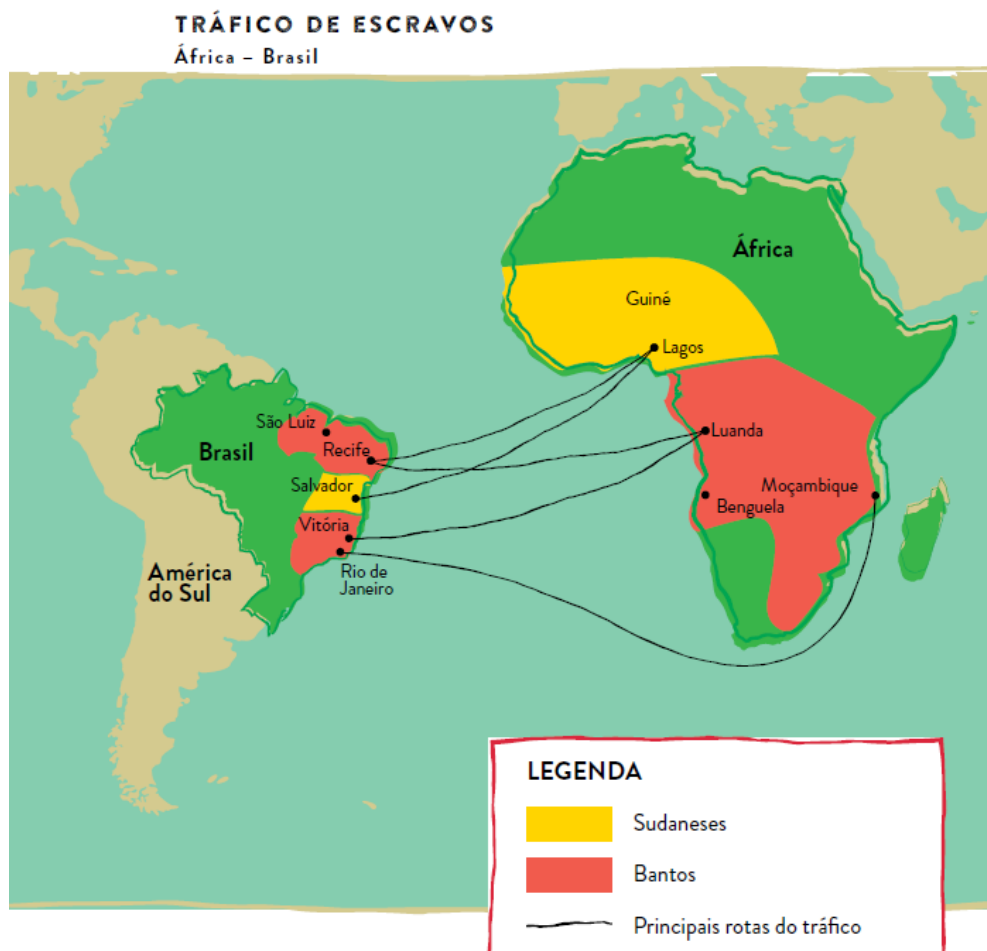 TRÁFICO DE ESCRAVOS
África – Brasil
África
Guiné
Lagos
São Luíz
Recife
Brasil
Luanda
Salvador
Moçambique
Benguela
Vitória
Rio de
Janeiro
América
do Sul
LEGENDA
Sudaneses
Bantos
Principais rotas do tráfico